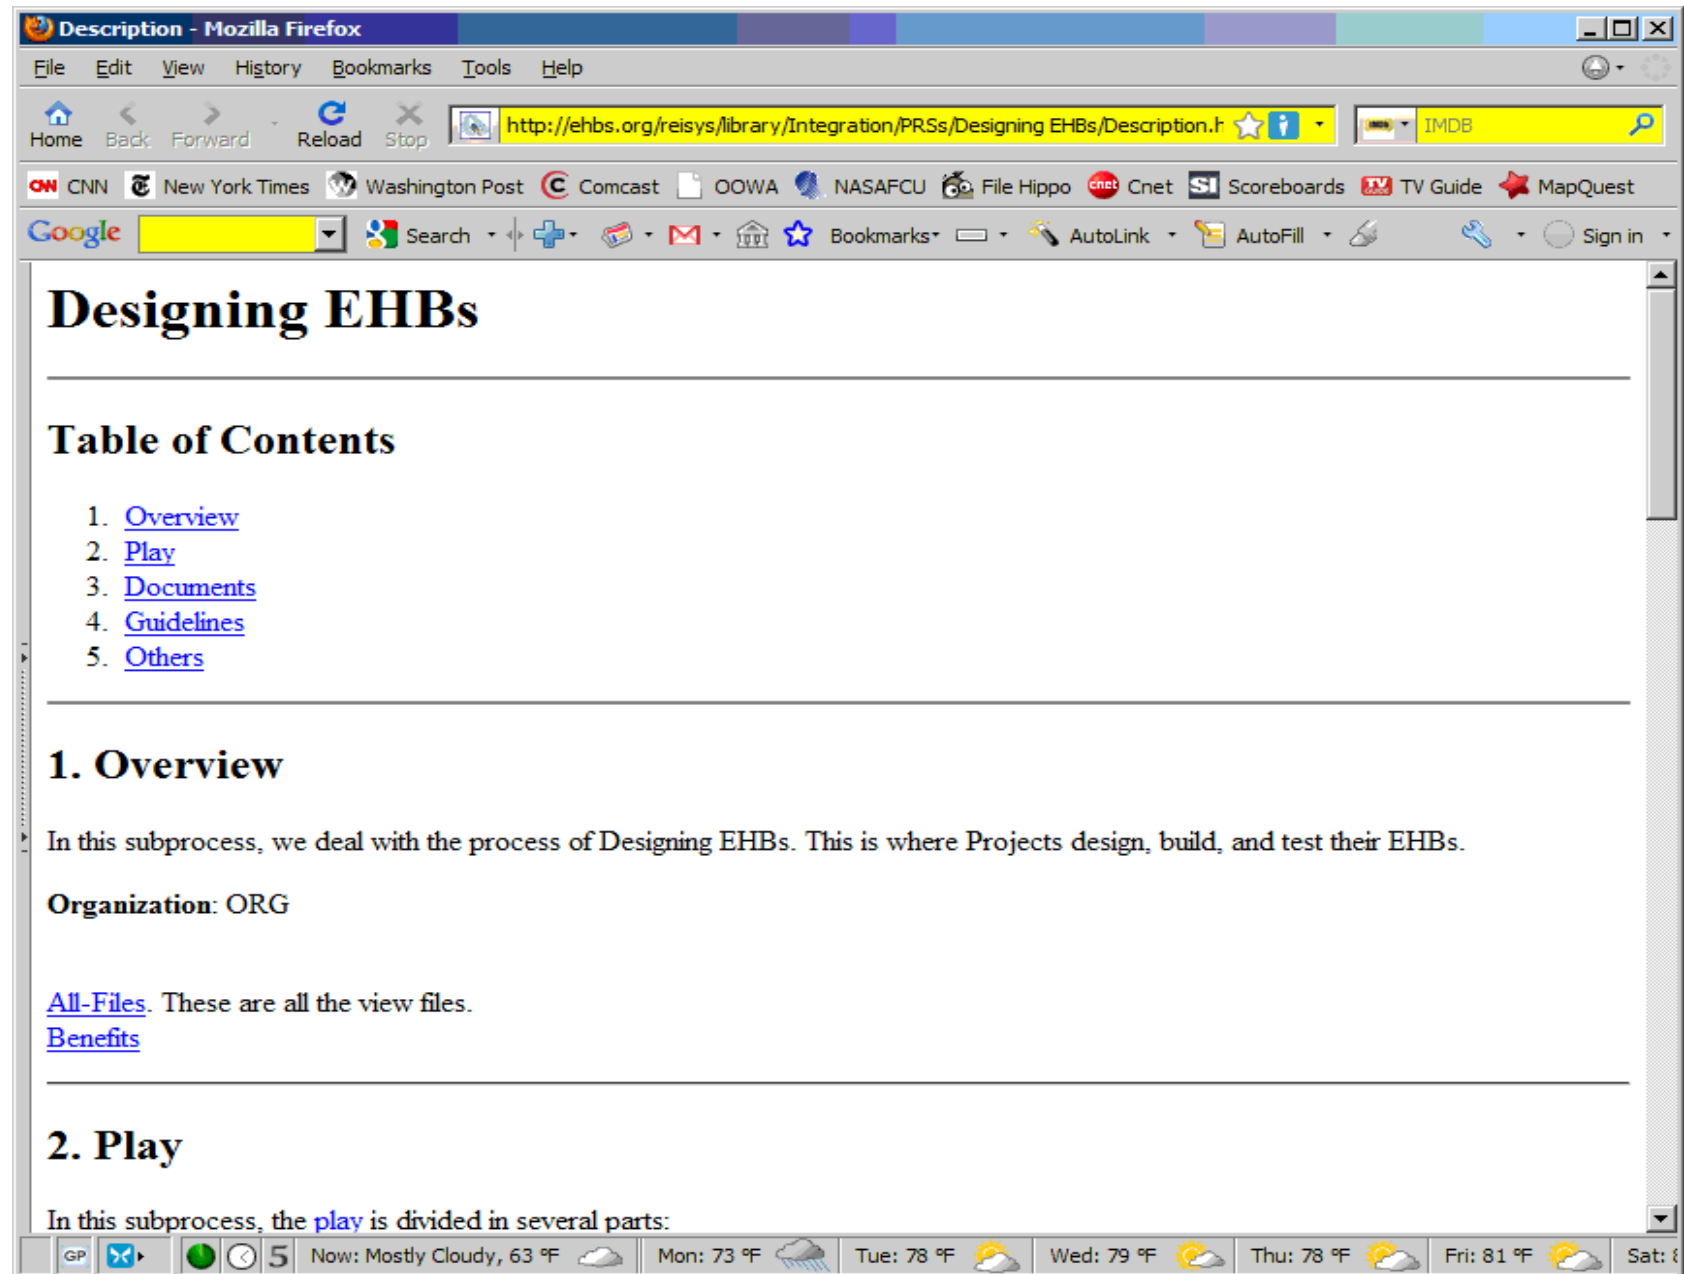 Description - Mozilla Firefox
File Edit View History Bookmarks Tools Help
Home Back Forward Reload Stop http://ehbs.org/reisys/library/Integration/PRSs/Designing EHBs/Description.h IMDB
CNN New York Times Washington Post Comcast OOWA NASAFCU File Hippo cnet Cnet SI Scoreboards TV Guide MapQuest
Google Search Bookmarks AutoLink AutoFill Sign in
Designing EHBs
Table of Contents
1. Overview
2. Play
3. Documents
4. Guidelines
5. Others
1. Overview
In this subprocess, we deal with the process of Designing EHBs. This is where Projects design, build, and test their EHBs.
Organization: ORG
All-Files. These are all the view files.
Benefits
2. Play
In this subprocess, the play is divided in several parts:
GP 5 Now: Mostly Cloudy, 63 °F Mon: 73 °F Tue: 78 °F Wed: 79 °F Thu: 78 °F Fri: 81 °F Sat: